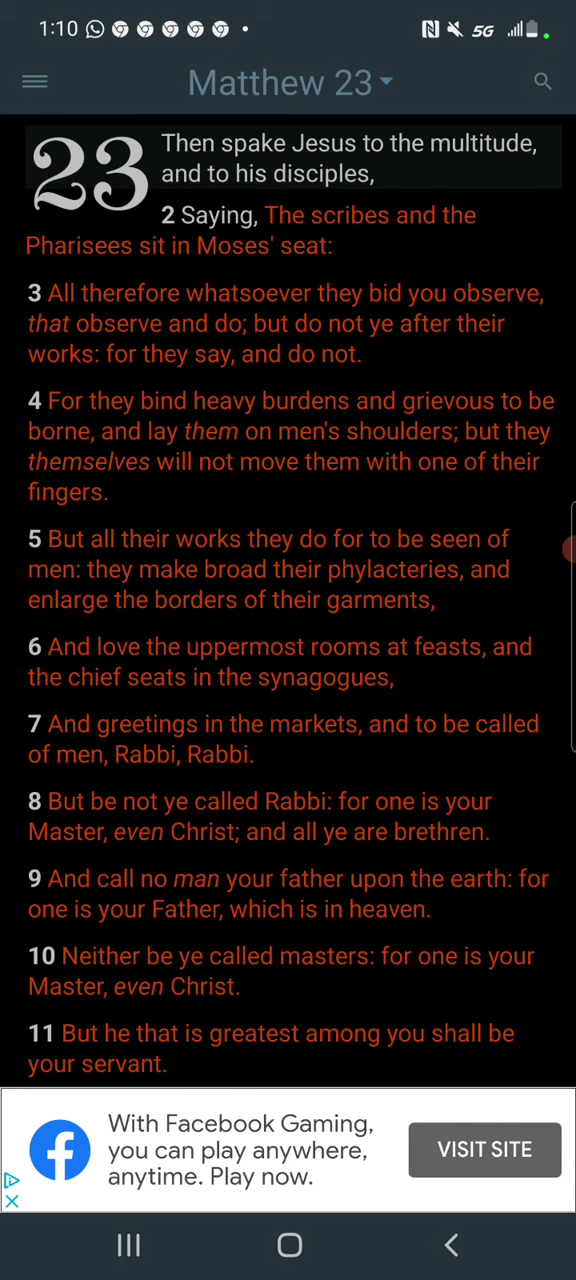 1:10
5G
Matthew 23
23 Then spake Jesus to the multitude,
and to his disciples,
2 Saying, The scribes and the
Pharisees sit in Moses' seat:
3 All therefore whatsoever they bid you observe,
that observe and do; but do not ye after their
works: for they say, and do not.
4 For they bind heavy burdens and grievous to be
borne, and lay them on men's shoulders; but they
themselves will not move them with one of their
fingers.
5 But all their works they do for to be seen of
men: they make broad their phylacteries, and
enlarge the borders of their garments,
6 And love the uppermost rooms at feasts, and
the chief seats in the synagogues,
7 And greetings in the markets, and to be called
of men, Rabbi, Rabbi.
8 But be not ye called Rabbi: for one is your
Master, even Christ; and all ye are brethren.
9 And call no man your father upon the earth: for
one is your Father, which is in heaven.
10 Neither be ye called masters: for one is your
Master, even Christ.
11 But he that is greatest among you shall be
your servant.
With Facebook Gaming,
you can play anywhere,
anytime. Play now.
VISIT SITE